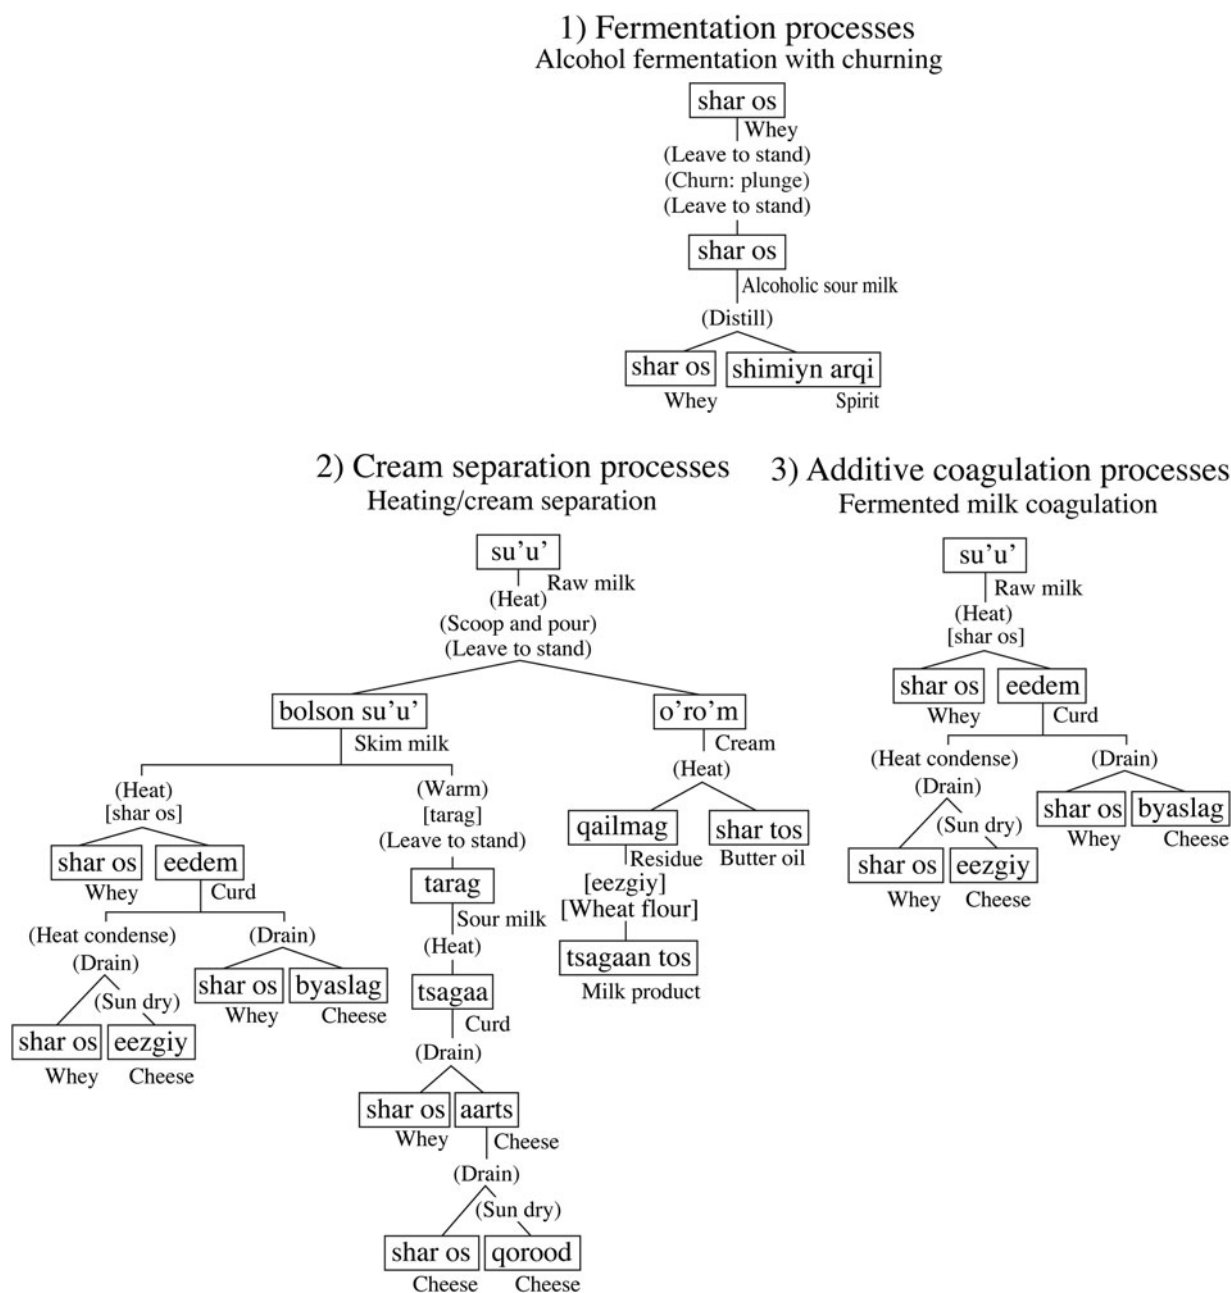 1) Fermentation processes
Alcohol fermentation with churning
shar os
Whey
(Leave to stand)
(Churn: plunge)
(Leave to stand)
shar os
Alcoholic sour milk
(Distill)
shar os
shimiyn arqi
Whey
Spirit
2) Cream separation processes
Heating/cream separation
su’u’
Raw milk
(Heat)
(Scoop and pour)
(Leave to stand)
bolson su’u’
Skim milk
(Heat)
[shar os]
shar os
eedem
Whey
Curd
(Heat condense)
(Drain)
(Sun dry)
shar os
eezgiy
Whey
Cheese
(Drain)
shar os
byaslag
Whey
Cheese
(Warm)
[tarag]
(Leave to stand)
tarag
Sour milk
(Heat)
tsagaa
Curd
(Drain)
shar os
aarts
Whey
Cheese
(Drain)
(Sun dry)
shar os
qorood
Cheese
Cheese
o’ro’m
Cream
(Heat)
qailmag
shar tos
Residue
Butter oil
[eezgiy]
[Wheat flour]
tsagaan tos
Milk product
3) Additive coagulation processes
Fermented milk coagulation
su’u’
Raw milk
(Heat)
[shar os]
shar os
eedem
Whey
Curd
(Heat condense)
(Drain)
(Sun dry)
shar os
eezgiy
Whey
Cheese
(Drain)
shar os
byaslag
Whey
Cheese